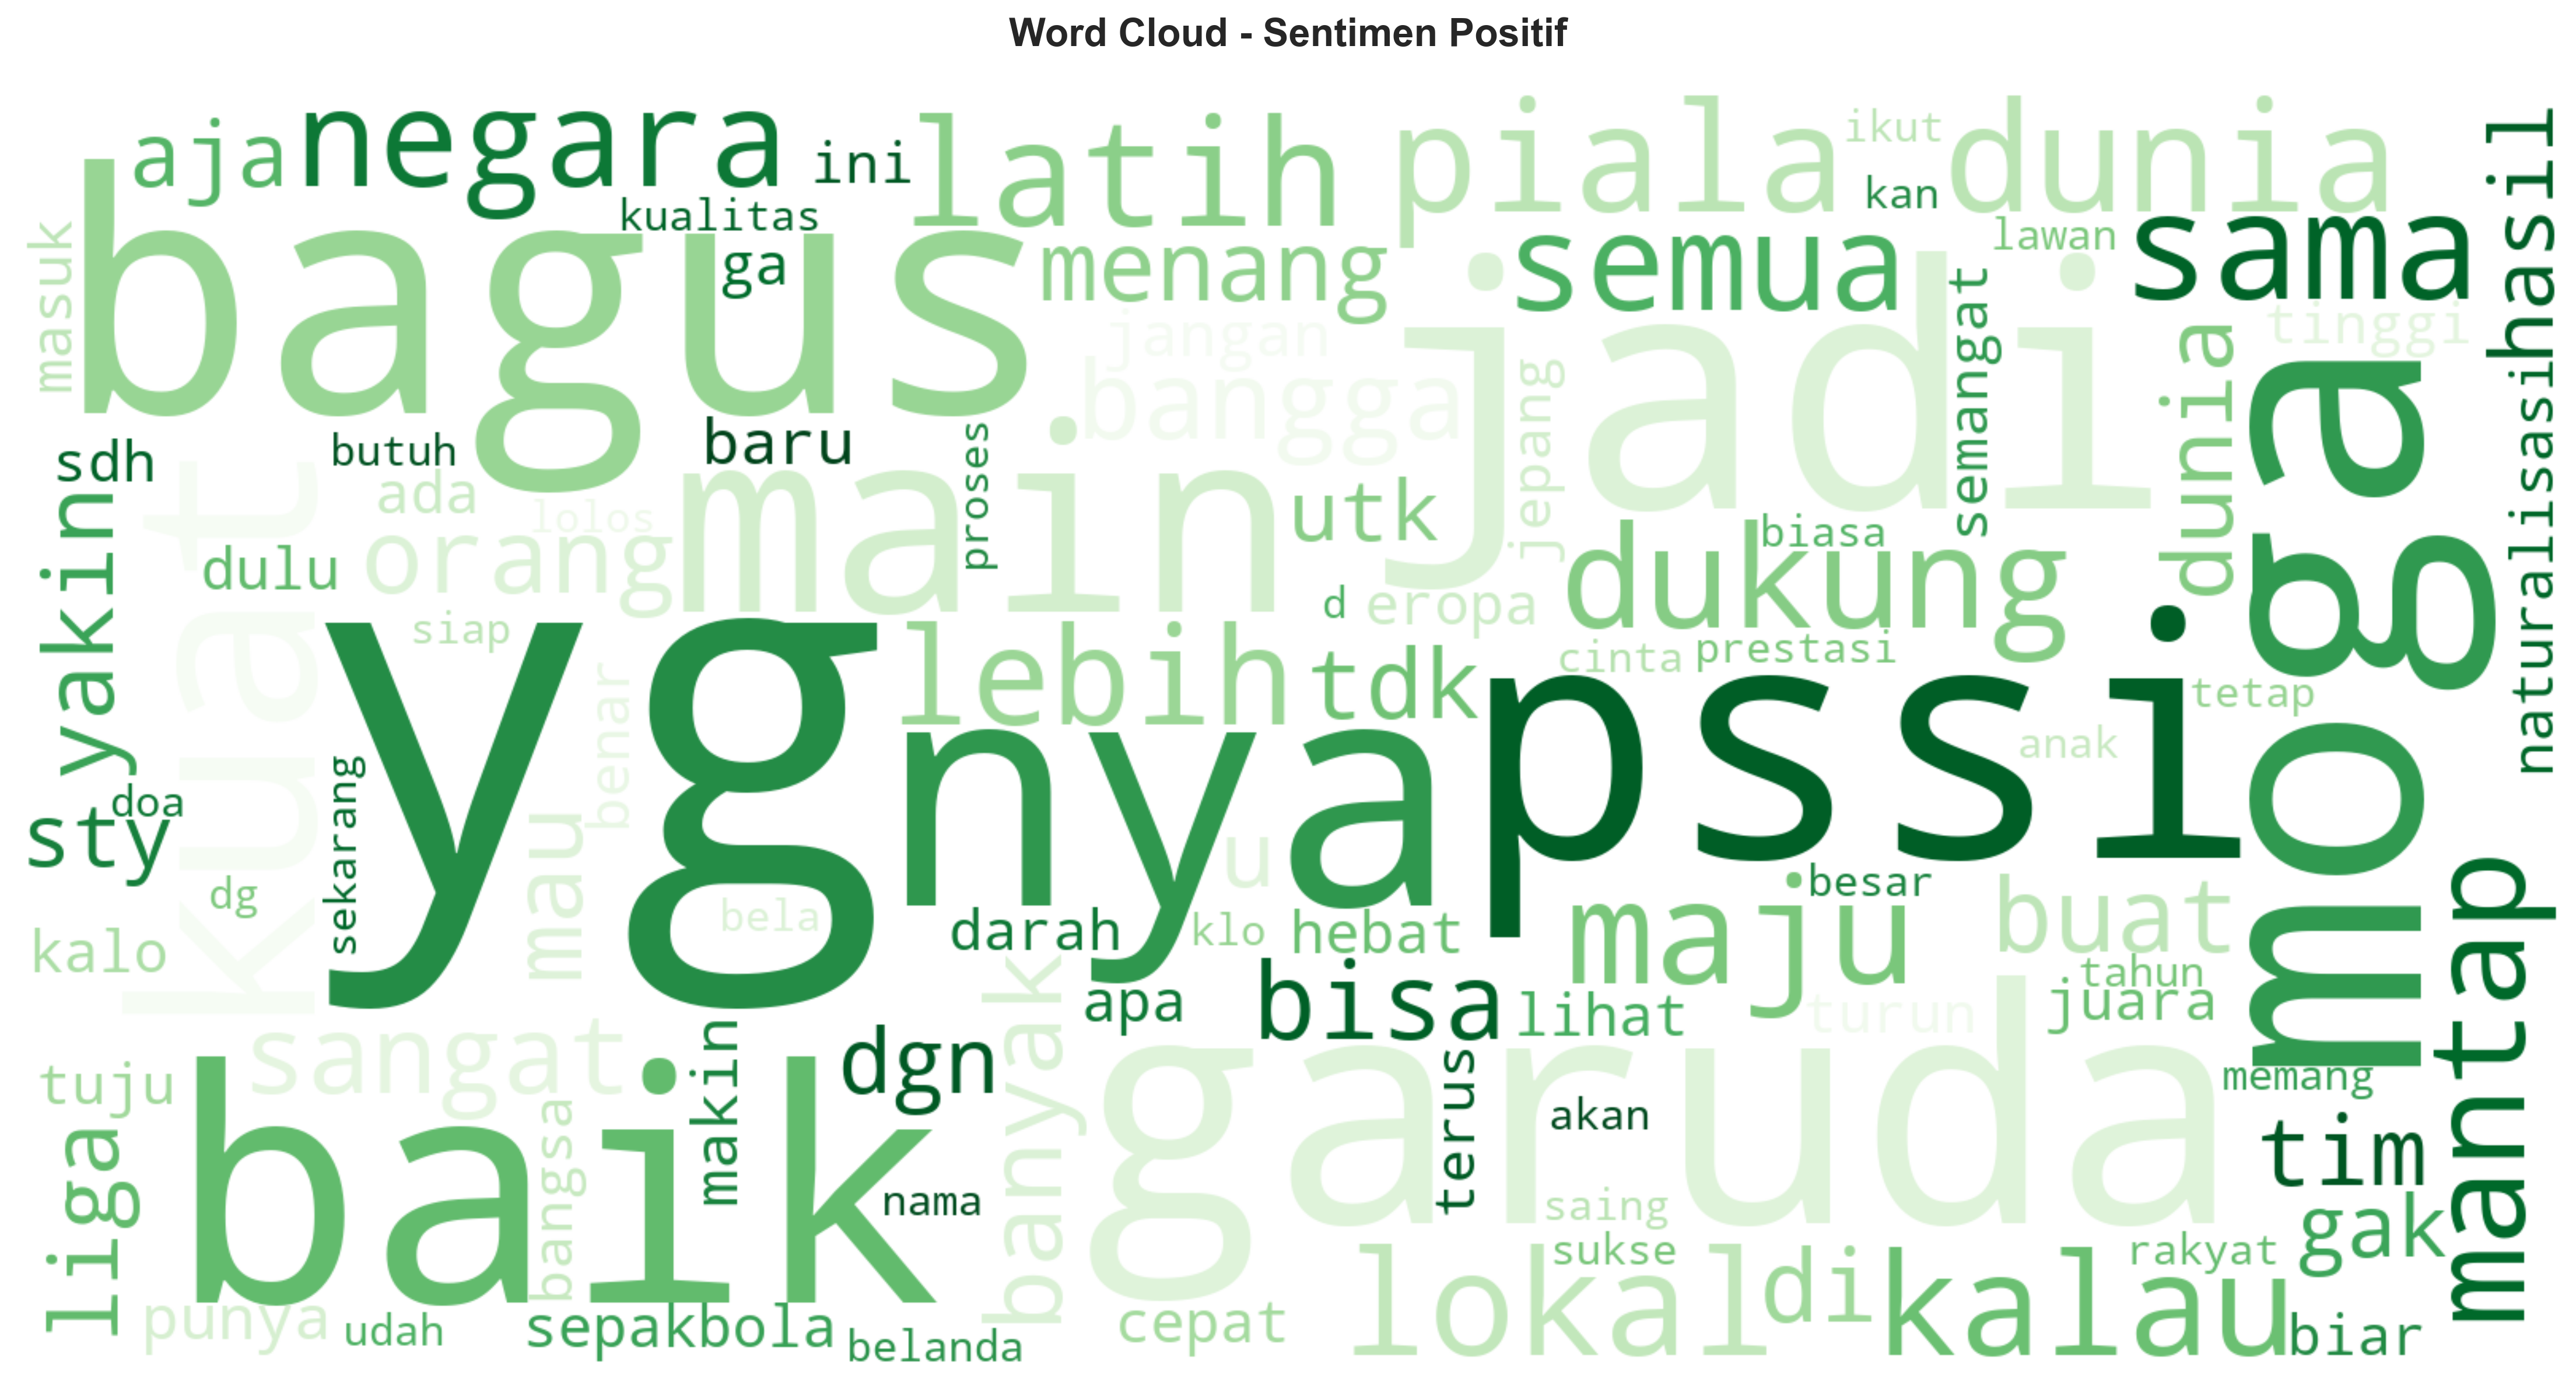 Word Cloud - Sentimen Positif
aja
negara
ini
latih
piala
ikut
dunia
kan
kualitas
masuk
bagus
ga
menang
semua
lawan
sama
hasil
jangan
bangga
jadi
jepang
semangat
dunia
tinggi
moga
naturalisasi
sdh
butuh
baru
proses
ada
lolos
main
utk
biasa
yakin
kuat
dulu
orang
d
eropa
dukung
siap
benar
yg
lebih
tdk
cinta
prestasi
tetap
nya
pssi
anak
doa
sty
sekarang
mau
u
dg
bela
darah
klo
hebat
maju
besar
buat
mantap
kalo
banyak
apa
bisa
lihat
turun
tahun
juara
sangat
makin
dgn
garuda
terus
memang
tuju
baik
bangsa
akan
tim
liga
nama
saing
sukse
rakyat
gak
punya
udah
sepakbola
belanda
cepat
lokal
di
kalau
biar